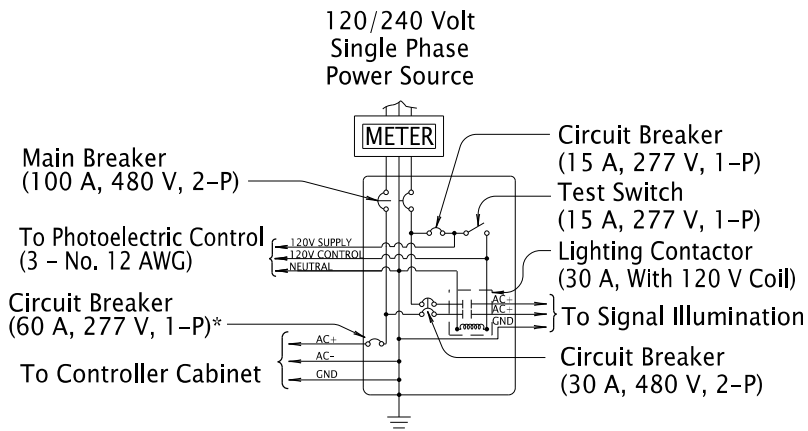 120/240 Volt
Single Phase
Power Source
METER
Main Breaker
(100 A, 480 V, 2-P)
Circuit Breaker
(15 A, 277 V, 1-P)
Test Switch
(15 A, 277 V, 1-P)
To Photoelectric Control
(3 - No. 12 AWG)
120V SUPPLY
120V CONTROL
NEUTRAL
Lighting Contactor
(30 A, With 120 V Coil)
Circuit Breaker
(60 A, 277 V, 1-P)*
AC+
AC+
GND
To Signal Illumination
AC+
AC-
GND
To Controller Cabinet
Circuit Breaker
(30 A, 480 V, 2-P)